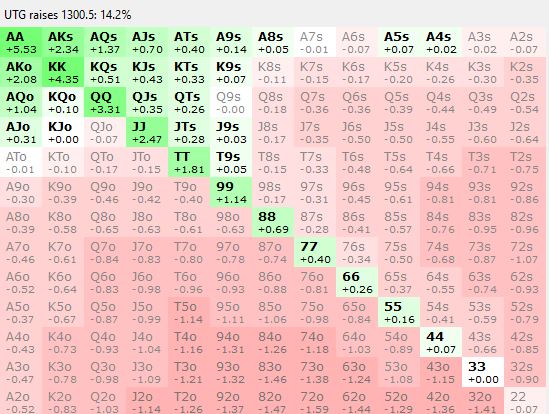 UTG raises 1300.5: 14.2%
AA AKs AQs AJs ATs A9s A8s A7s A6s A5s A4s A3s A2s
+5.53 +2.34 +1.37 +0.70 +0.40 +0.14 +0.05 -0.01 -0.07 +0.07 +0.02 -0.02 -0.07
AKo KK KQs KJs KTs K9s K8s K7s K6s K5s K4s K3s K2s
+2.08 +4.35 +0.51 +0.43 +0.33 +0.07 -0.11 -0.15 -0.17 -0.20 -0.26 -0.30 -0.35
AQo KQo QQ QJs QTs Q9s Q8s Q7s Q6s Q5s Q4s Q3s Q2s
+1.04 +0.10 +3.31 +0.35 +0.26 -0.00 -0.18 -0.36 -0.36 -0.39 -0.44 -0.49 -0.54
AJo KJo QJo JJ JTs J9s J8s J7s J6s J5s J4s J3s J2s
+0.31 +0.00 -0.07 +2.47 +0.28 +0.03 -0.17 -0.35 -0.50 -0.50 -0.55 -0.60 -0.64
ATo KTo QTo JTo TT T9s T8s T7s T6s T5s T4s T3s T2s
-0.01 -0.10 -0.17 -0.15 +1.81 +0.05 -0.15 -0.33 -0.48 -0.64 -0.66 -0.71 -0.75
A9o K9o Q9o J9o T9o 99 98s 97s 96s 95s 94s 93s 92s
-0.30 -0.39 -0.46 -0.42 -0.40 +1.14 -0.17 -0.31 -0.45 -0.61 -0.81 -0.81 -0.86
A8o K8o Q8o J8o T8o 98o 88 87s 86s 85s 84s 83s 82s
-0.39 -0.58 -0.65 -0.63 -0.61 -0.63 +0.69 -0.28 -0.41 -0.57 -0.76 -0.95 -0.96
A7o K7o Q7o J7o T7o 97o 87o 77 76s 75s 74s 73s 72s
-0.46 -0.61 -0.84 -0.83 -0.80 -0.78 -0.74 +0.40 -0.34 -0.50 -0.68 -0.87 -1.07
A6o K6o Q6o J6o T6o 96o 86o 76o 66 65s 64s 63s 62s
-0.52 -0.64 -0.83 -0.98 -0.96 -0.93 -0.88 -0.81 +0.26 -0.37 -0.55 -0.74 -0.93
A5o K5o Q5o J5o T5o 95o 85o 75o 65o 55 54s 53s 52s
-0.37 -0.67 -0.87 -0.99 -1.14 -1.11 -1.06 -0.98 -0.84 +0.16 -0.41 -0.59 -0.79
A4o K4o Q4o J4o T4o 94o 84o 74o 64o 54o 44 43s 42s
-0.43 -0.73 -0.93 -1.04 -1.16 -1.31 -1.26 -1.18 -1.03 -0.89 +0.07 -0.66 -0.85
A3o K3o Q3o J3o T3o 93o 83o 73o 63o 53o 43o 33 32s
-0.47 -0.78 -0.98 -1.09 -1.21 -1.32 -1.46 -1.38 -1.24 -1.08 -1.15 +0.00 -0.90
A2o K2o Q2o J2o T2o 92o 82o 72o 62o 52o 42o 32o 22
-0.52 -0.83 -1.03 -1.14 -1.26 -1.37 -1.47 -1.59 -1.44 -1.29 -1.36 -1.41 -0.07